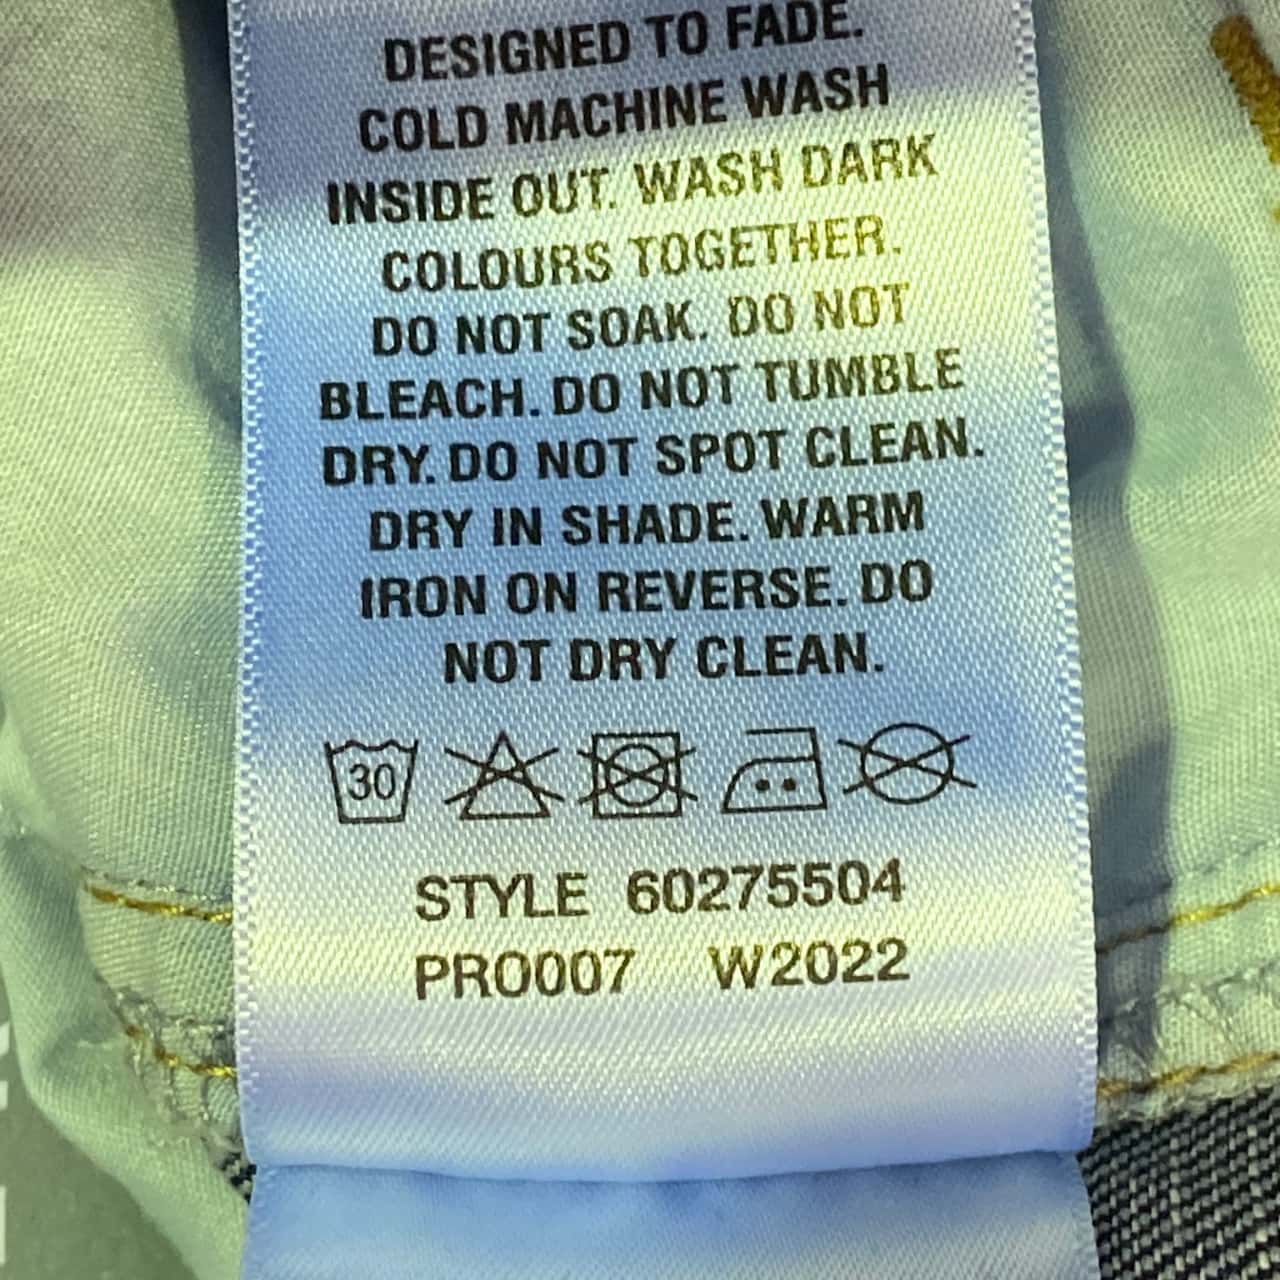 DESIGNED TO FADE.
COLD MACHINE WASH
INSIDE OUT. WASH DARK
COLOURS TOGETHER.
DO NOT SOAK. DO NOT
BLEACH. DO NOT TUMBLE
DRY. DO NOT SPOT CLEAN.
DRY IN SHADE. WARM
IRON ON REVERSE. DO
NOT DRY CLEAN.
30
STYLE 60275504
PRO007 W2022